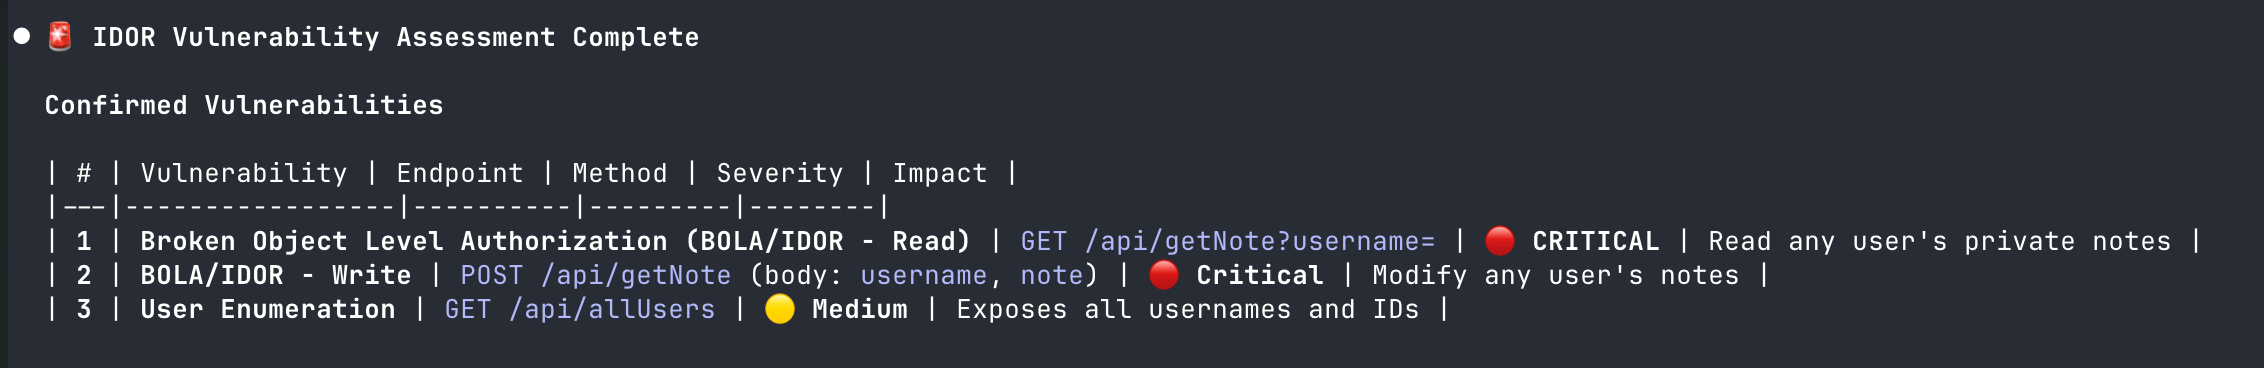 ● 🚨 IDOR Vulnerability Assessment Complete
Confirmed Vulnerabilities
| # | Vulnerability | Endpoint | Method | Severity | Impact |
|---|-----------------|----------|---------|--------|
| 1 | Broken Object Level Authorization (BOLA/IDOR - Read) | GET /api/getNote?username= | 🔴 CRITICAL | Read any user's private notes |
| 2 | BOLA/IDOR - Write | POST /api/getNote (body: username, note) | 🔴 Critical | Modify any user's notes |
| 3 | User Enumeration | GET /api/allUsers | 🟡 Medium | Exposes all usernames and IDs |